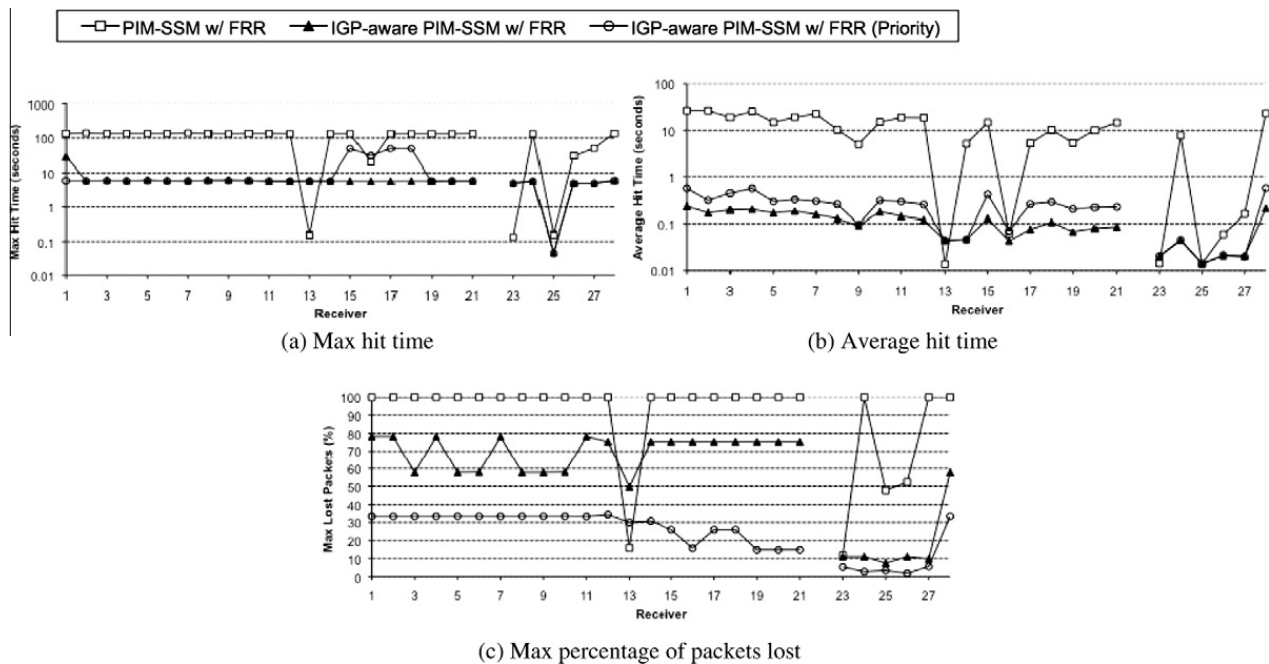 PIM-SSM w/ FRR IGP-aware PIM-SSM w/ FRR IGP-aware PIM-SSM w/ FRR (Priority)
Max Hit Time (seconds)
1000
100
10
1
0.1
0.01
1 3 5 7 9 11 13 15 17 19 21 23 25 27
Receiver
(a) Max hit time
Average Hit Time (seconds)
100
10
1
0.1
0.01
1 3 5 7 9 11 13 15 17 19 21 23 25 27
Receiver
(b) Average hit time
Max Lost Packets (%)
100
90
80
70
60
50
40
30
20
10
0
1 3 5 7 9 11 13 15 17 19 21 23 25 27
Receiver
(c) Max percentage of packets lost